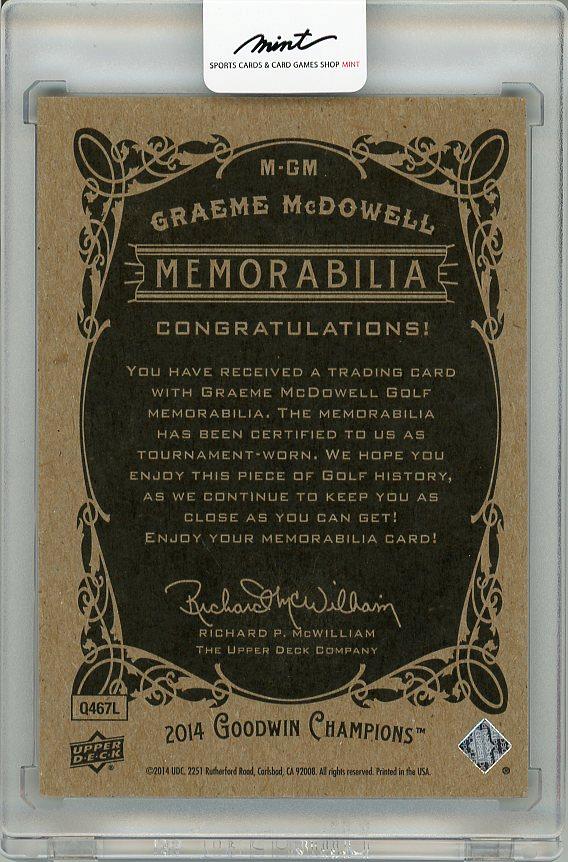 mint
SPORTS CARDS & CARD GAMES SHOP MINT
M-GM
GRAEME McDOWELL
MEMORABILIA
CONGRATULATIONS!
YOU HAVE RECEIVED A TRADING CARD
WITH GRAEME MCDOWELL GOLF
MEMORABILIA. THE MEMORABILIA
HAS BEEN CERTIFIED TO US AS
TOURNAMENT-WORN. WE HOPE YOU
ENJOY THIS PIECE OF GOLF HISTORY,
AS WE CONTINUE TO KEEP YOU AS
CLOSE AS YOU CAN GET!
ENJOY YOUR MEMORABILIA CARD!
Richard McWilliam
RICHARD P. MCWILLIAM
THE UPPER DECK COMPANY
Q467L
2014 GOODWIN CHAMPIONS™
UPPER
D·E·C·K ®
©2014 UDC, 2251 Rutherford Road, Carlsbad, CA 92008. All rights reserved. Printed in the USA. ®